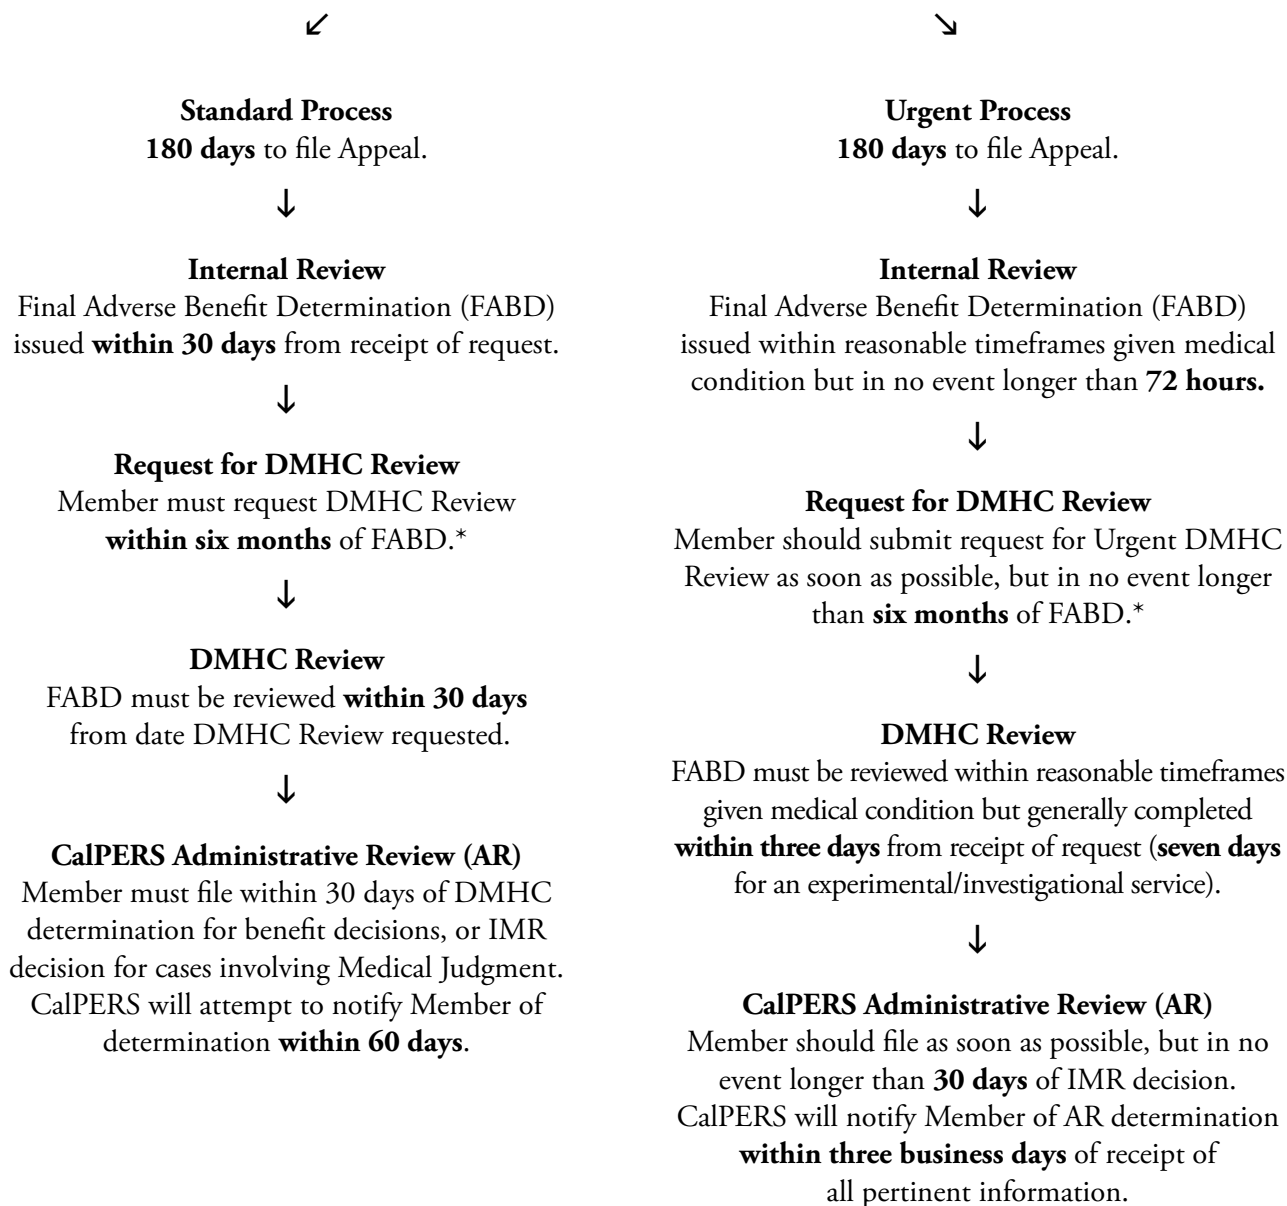 Standard Process
180 days to file Appeal.
↓
Internal Review
Final Adverse Benefit Determination (FABD)
issued within 30 days from receipt of request.
↓
Request for DMHC Review
Member must request DMHC Review
within six months of FABD.*
↓
DMHC Review
FABD must be reviewed within 30 days
from date DMHC Review requested.
↓
CalPERS Administrative Review (AR)
Member must file within 30 days of DMHC
determination for benefit decisions, or IMR
decision for cases involving Medical Judgment.
CalPERS will attempt to notify Member of
determination within 60 days.
Urgent Process
180 days to file Appeal.
↓
Internal Review
Final Adverse Benefit Determination (FABD)
issued within reasonable timeframes given medical
condition but in no event longer than 72 hours.
↓
Request for DMHC Review
Member should submit request for Urgent DMHC
Review as soon as possible, but in no event longer
than six months of FABD.*
↓
DMHC Review
FABD must be reviewed within reasonable timeframes
given medical condition but generally completed
within three days from receipt of request (seven days
for an experimental/investigational service).
↓
CalPERS Administrative Review (AR)
Member should file as soon as possible, but in no
event longer than 30 days of IMR decision.
CalPERS will notify Member of AR determination
within three business days of receipt of
all pertinent information.